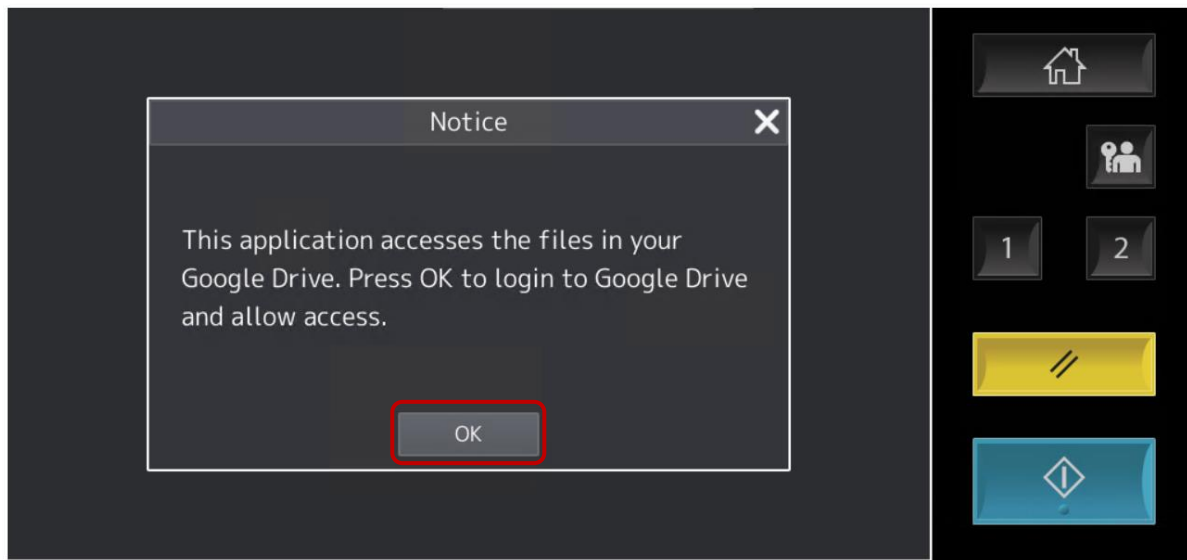 Notice
This application accesses the files in your
Google Drive. Press OK to login to Google Drive
and allow access.
OK
1 2